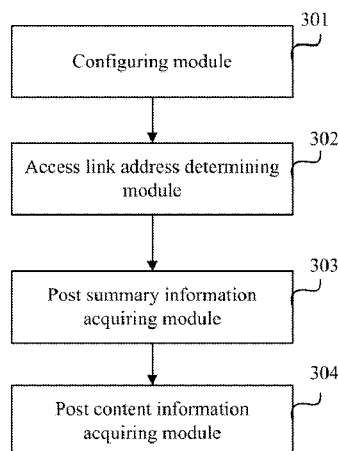 301
Configuring module
302
Access link address determining
module
303
Post summary information
acquiring module
304
Post content information
acquiring module